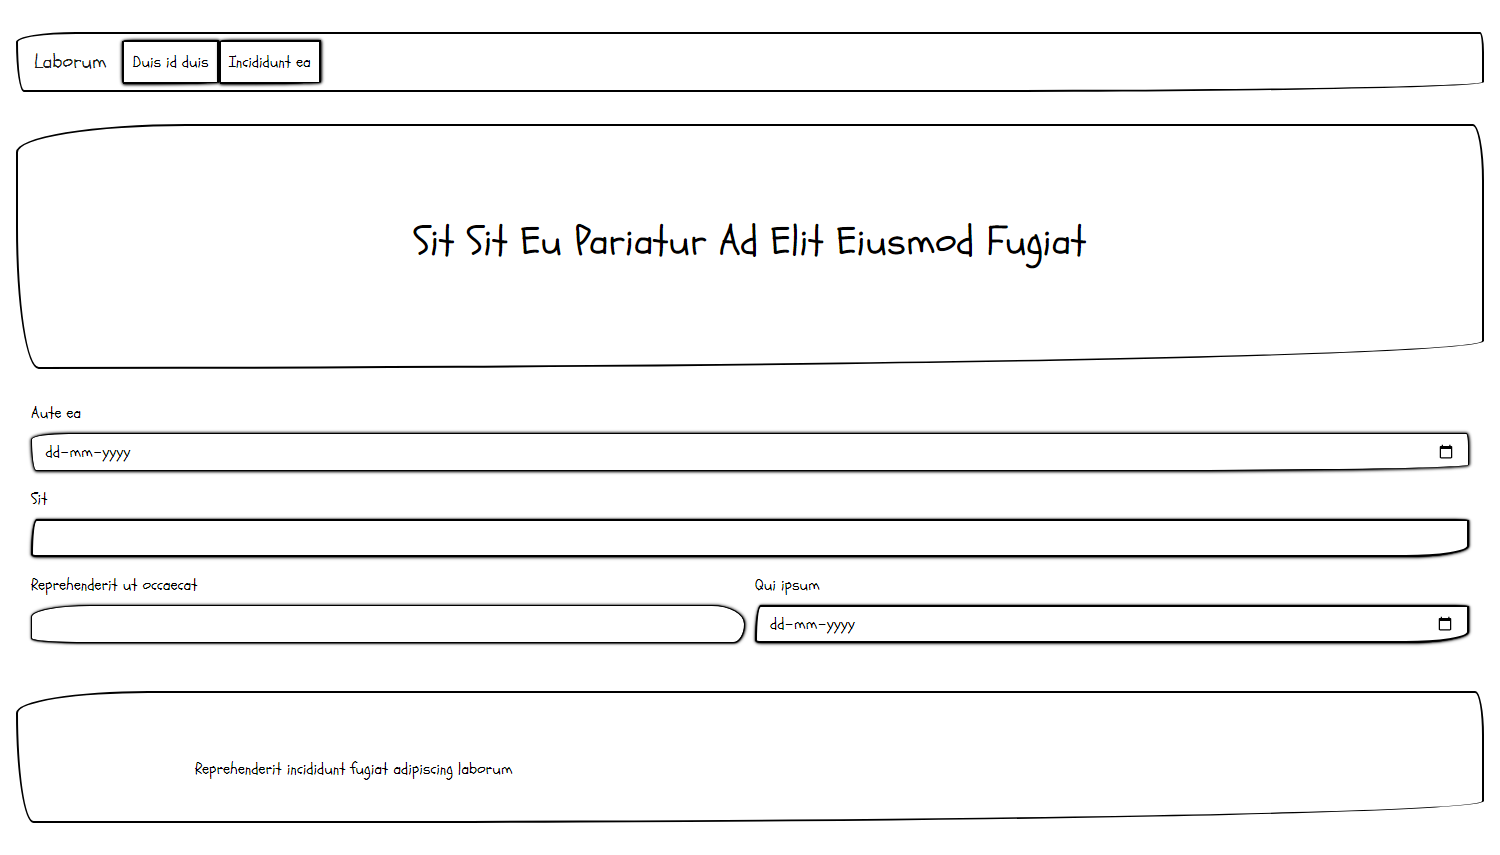 Laborum Duis id duis Incididunt ea
Sit Sit Eu Pariatur Ad Elit Eiusmod Fugiat
Aute ea
dd-mm-yyyy
Sit
Reprehenderit ut occaecat Qui ipsum
dd-mm-yyyy
Reprehenderit incididunt fugiat adipiscing laborum